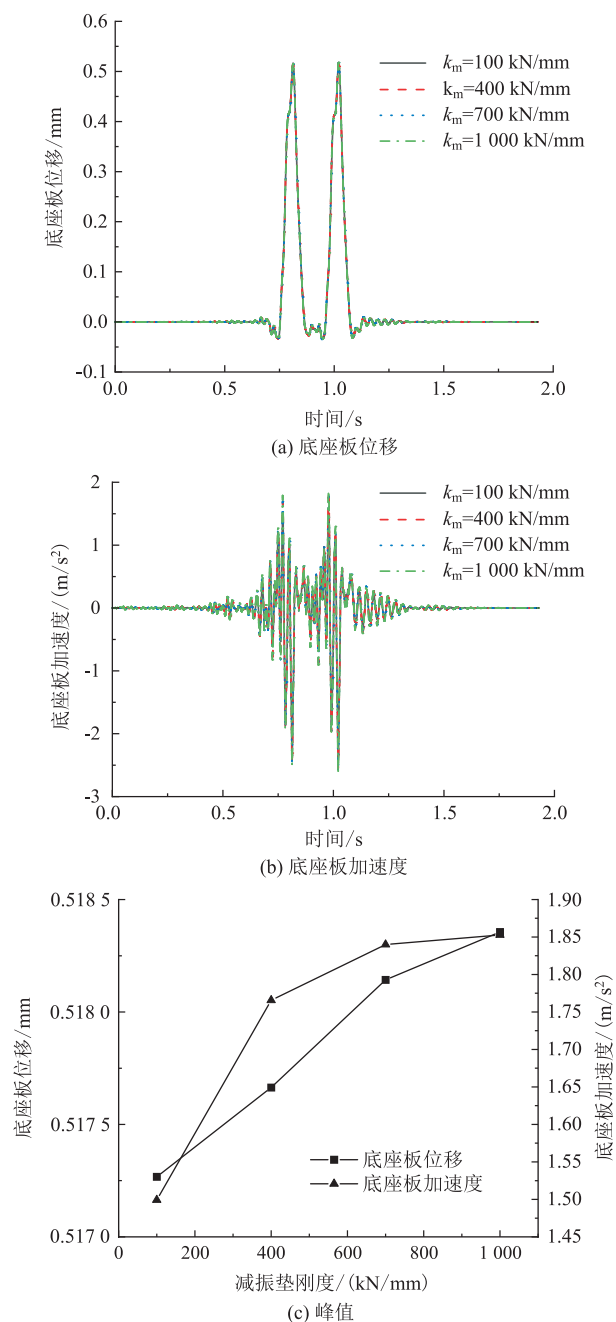 0.6
0.5
0.4
0.3
0.2
0.1
0.0
-0.1
底座板位移/mm
k_m=100 kN/mm
k_m=400 kN/mm
k_m=700 kN/mm
k_m=1 000 kN/mm
0.0 0.5 1.0 1.5 2.0
时间/s
(a) 底座板位移
2
1
0
-1
-2
-3
底座板加速度/(m/s²)
k_m=100 kN/mm
k_m=400 kN/mm
k_m=700 kN/mm
k_m=1 000 kN/mm
0.0 0.5 1.0 1.5 2.0
时间/s
(b) 底座板加速度
0.518 5
0.518 0
0.517 5
0.517 0
底座板位移/mm
1.90
1.85
1.80
1.75
1.70
1.65
1.60
1.55
1.50
1.45
底座板加速度/(m/s²)
底座板位移
底座板加速度
0 200 400 600 800 1 000
减振垫刚度/(kN/mm)
(c) 峰值